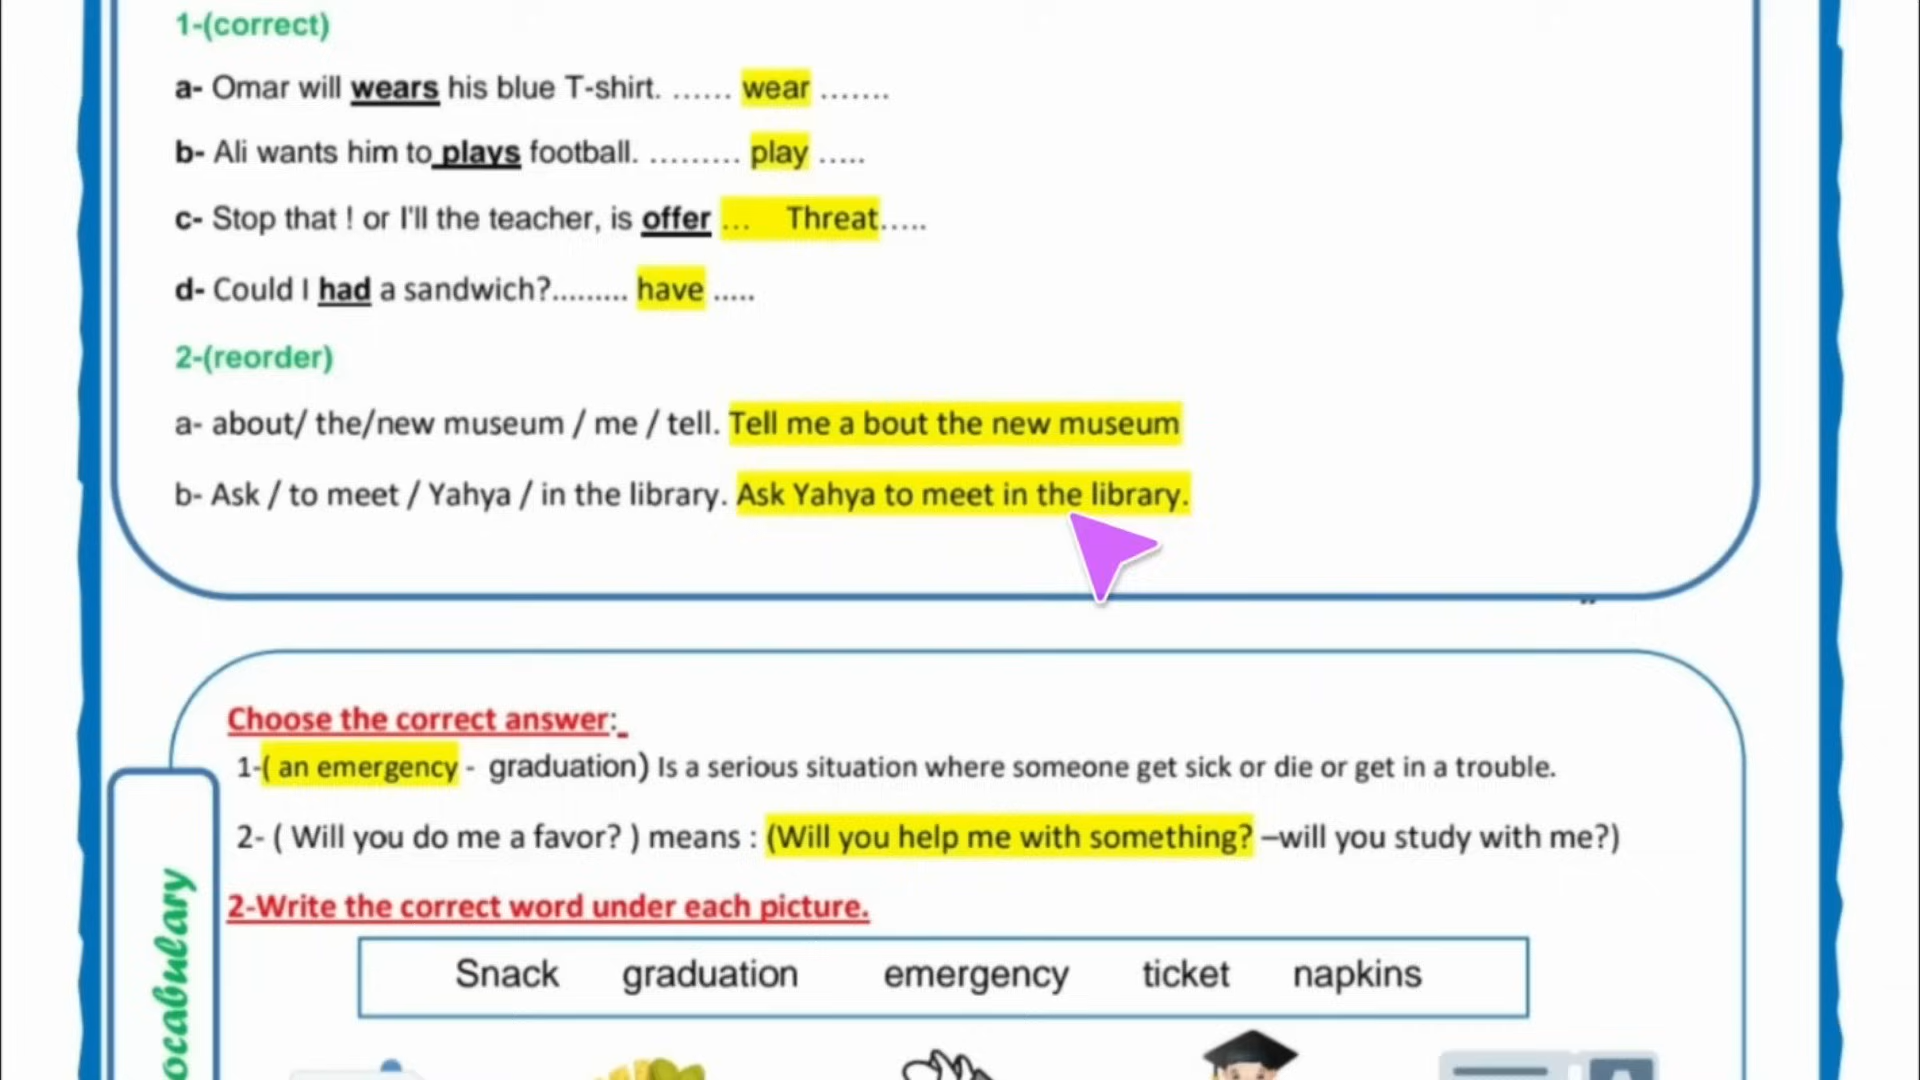 1-(correct)
a- Omar will wears his blue T-shirt. ...... wear .......
b- Ali wants him to plays football. ......... play .....
c- Stop that ! or I'll the teacher, is offer ... Threat.....
d- Could I had a sandwich?......... have .....
2-(reorder)
a- about/ the/new museum / me / tell. Tell me a bout the new museum
b- Ask / to meet / Yahya / in the library. Ask Yahya to meet in the library.
Choose the correct answer:
1-( an emergency - graduation) Is a serious situation where someone get sick or die or get in a trouble.
2- ( Will you do me a favor? ) means : (Will you help me with something? –will you study with me?)
2-Write the correct word under each picture.
Snack graduation emergency ticket napkins
ocabulary